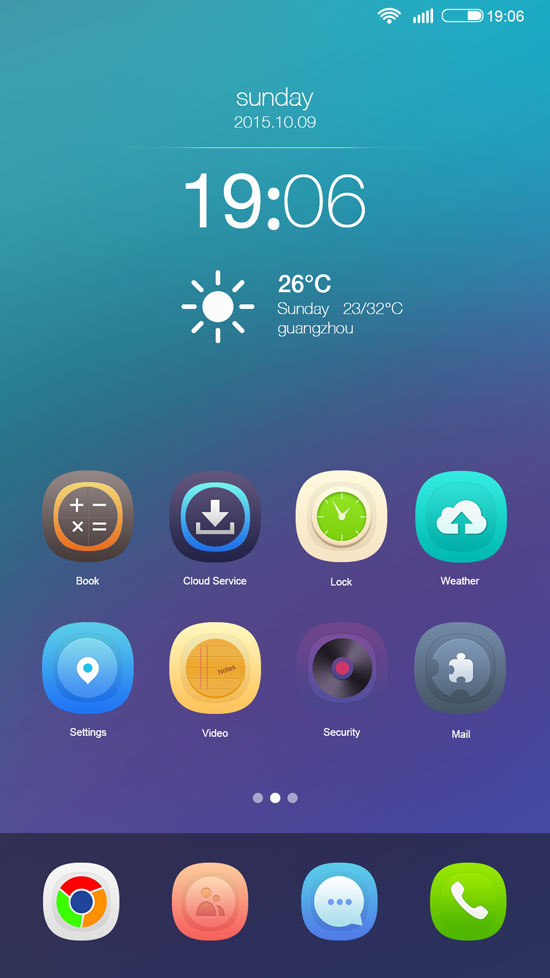 19:06
sunday
2015.10.09
19:06
26°C
Sunday 23/32°C
guangzhou
Book
Cloud Service
Lock
Weather
Notes
Settings
Video
Security
Mail